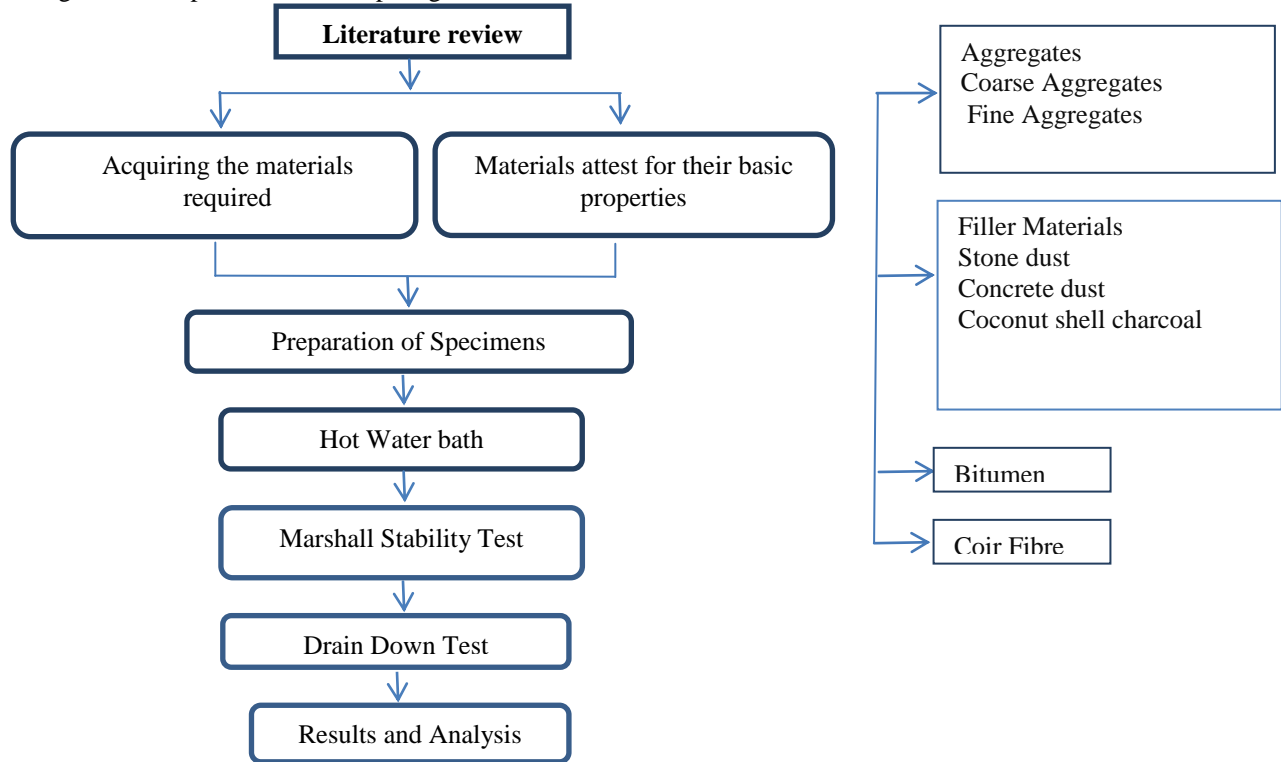 Literature review
Acquiring the materials
required
Materials attest for their basic
properties
Preparation of Specimens
Hot Water bath
Marshall Stability Test
Drain Down Test
Results and Analysis
Aggregates
Coarse Aggregates
Fine Aggregates
Filler Materials
Stone dust
Concrete dust
Coconut shell charcoal
Bitumen
Coir Fibre